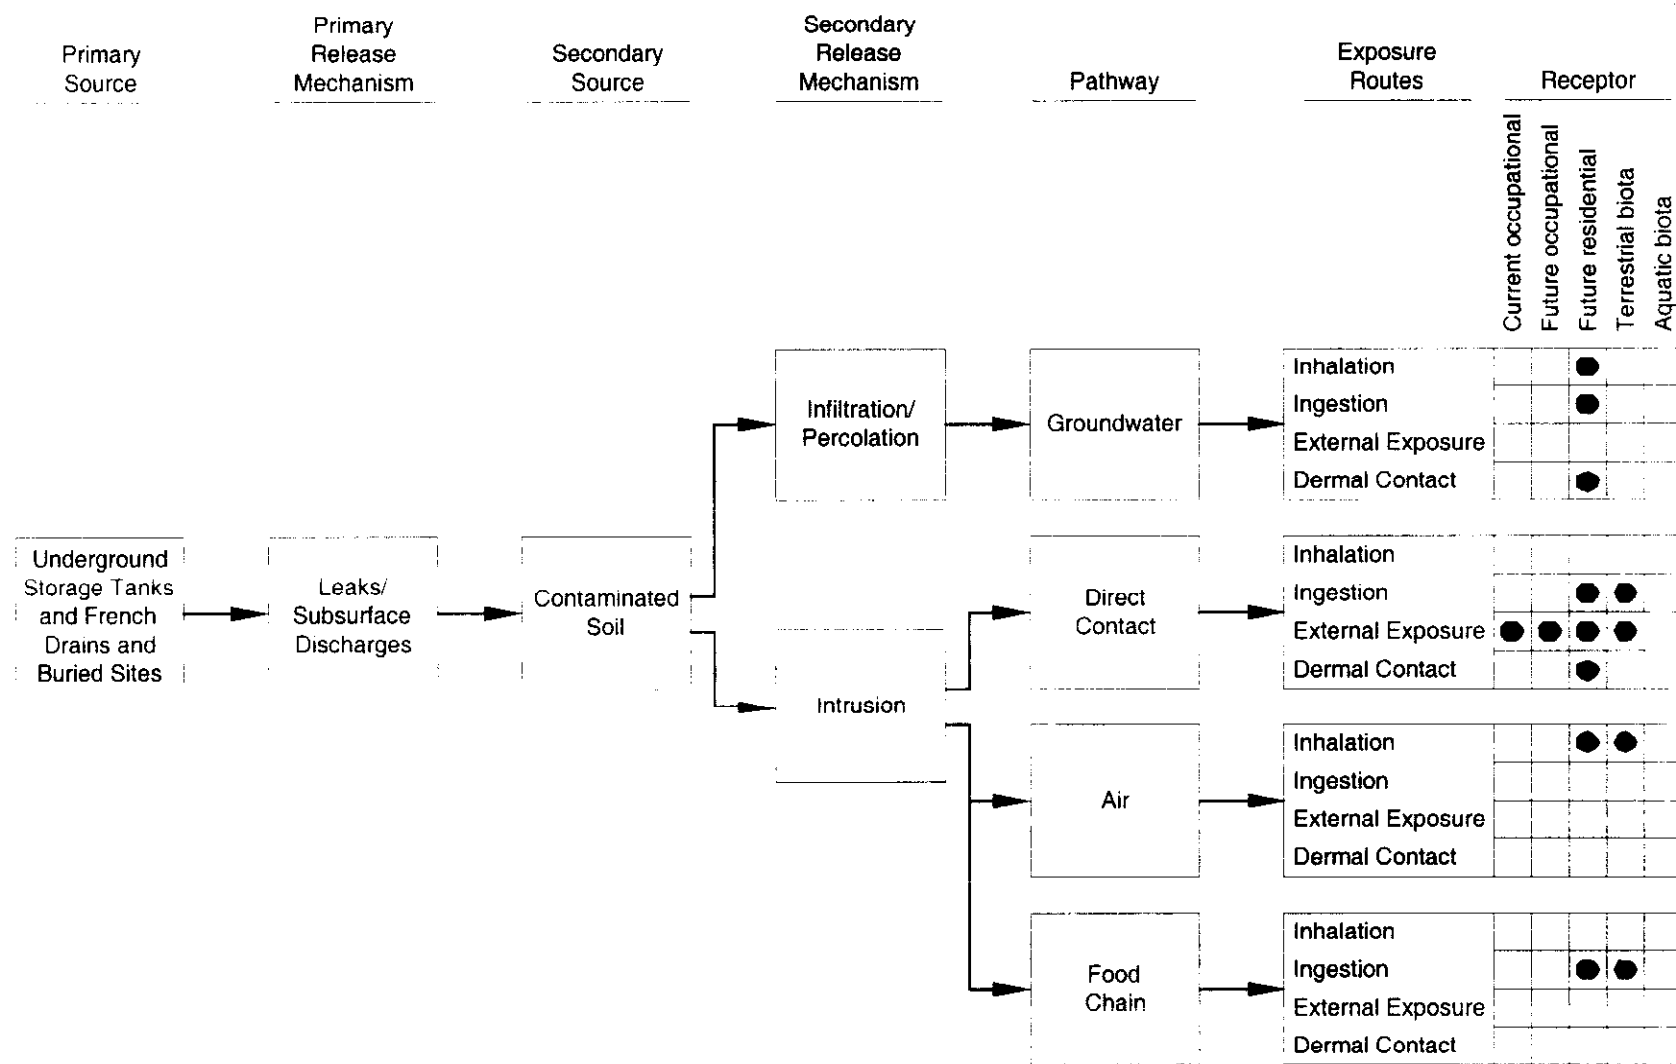 Primary
Source
Primary
Release
Mechanism
Secondary
Source
Secondary
Release
Mechanism
Pathway
Exposure
Routes
Receptor
Current occupational
Future occupational
Future residential
Terrestrial biota
Aquatic biota
Underground
Storage Tanks
and French
Drains and
Buried Sites
Leaks/
Subsurface
Discharges
Contaminated
Soil
Infiltration/
Percolation
Groundwater
Inhalation
Ingestion
External Exposure
Dermal Contact
Intrusion
Direct
Contact
Inhalation
Ingestion
External Exposure
Dermal Contact
Air
Inhalation
Ingestion
External Exposure
Dermal Contact
Food
Chain
Inhalation
Ingestion
External Exposure
Dermal Contact